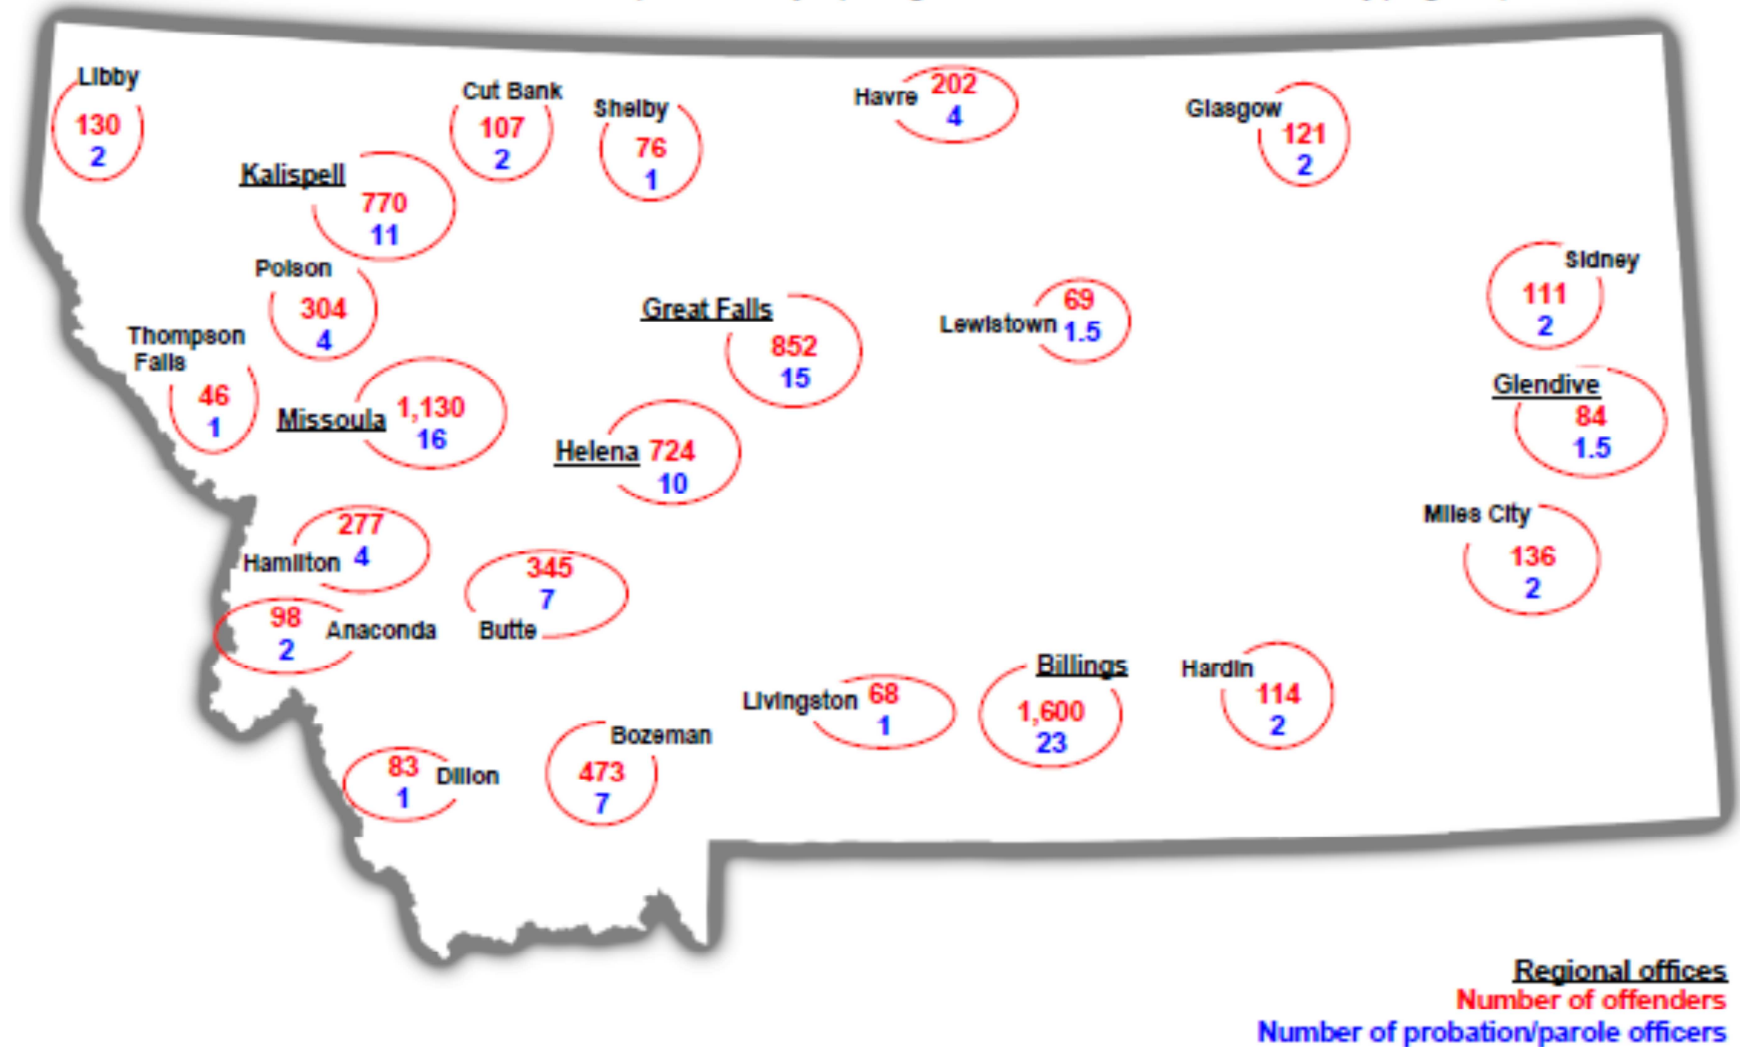 Libby
130
2
Cut Bank
107
2
Shelby
76
1
Havre 202
4
Glasgow
121
2
Kalispell
770
11
Polson
304
4
Sidney
111
2
Great Falls
852
15
69
Lewistown 1.5
Thompson
Falls
46
1
Missoula 1,130
16
Glendive
84
1.5
Helena 724
10
277
Hamilton 4
345
7
Butte
Miles City
136
2
98
2 Anaconda
Livingston 68
1
Billings
1,600
23
Hardin
114
2
Bozeman
473
7
83 Dillon
1
Regional offices
Number of offenders
Number of probation/parole officers